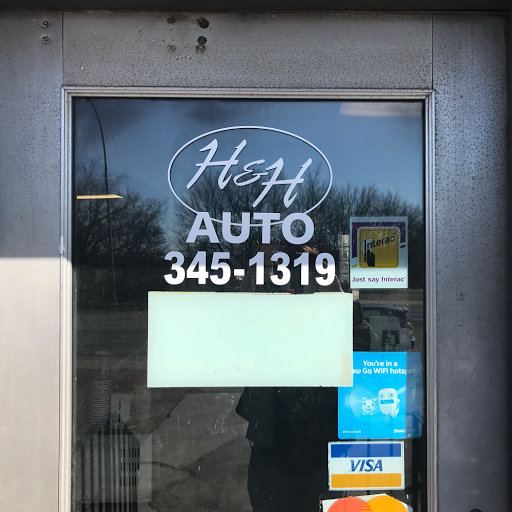 H&H
AUTO
345-1319
Interac
Just say Interac
You're in a
aw Go WiFi hotspot
VISA